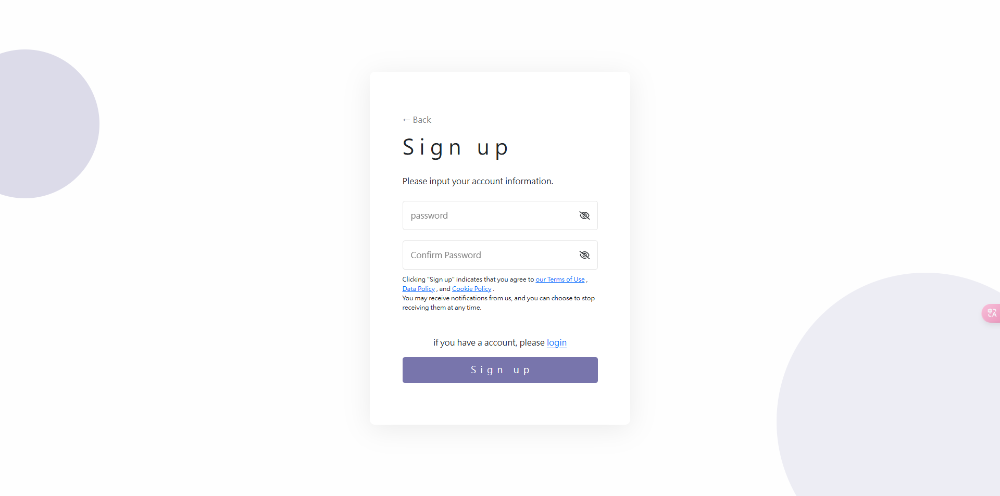 ← Back
Sign up
Please input your account information.
password
Confirm Password
Clicking "Sign up" indicates that you agree to our Terms of Use ,
Data Policy , and Cookie Policy .
You may receive notifications from us, and you can choose to stop
receiving them at any time.
中A
if you have a account, please login
Sign up